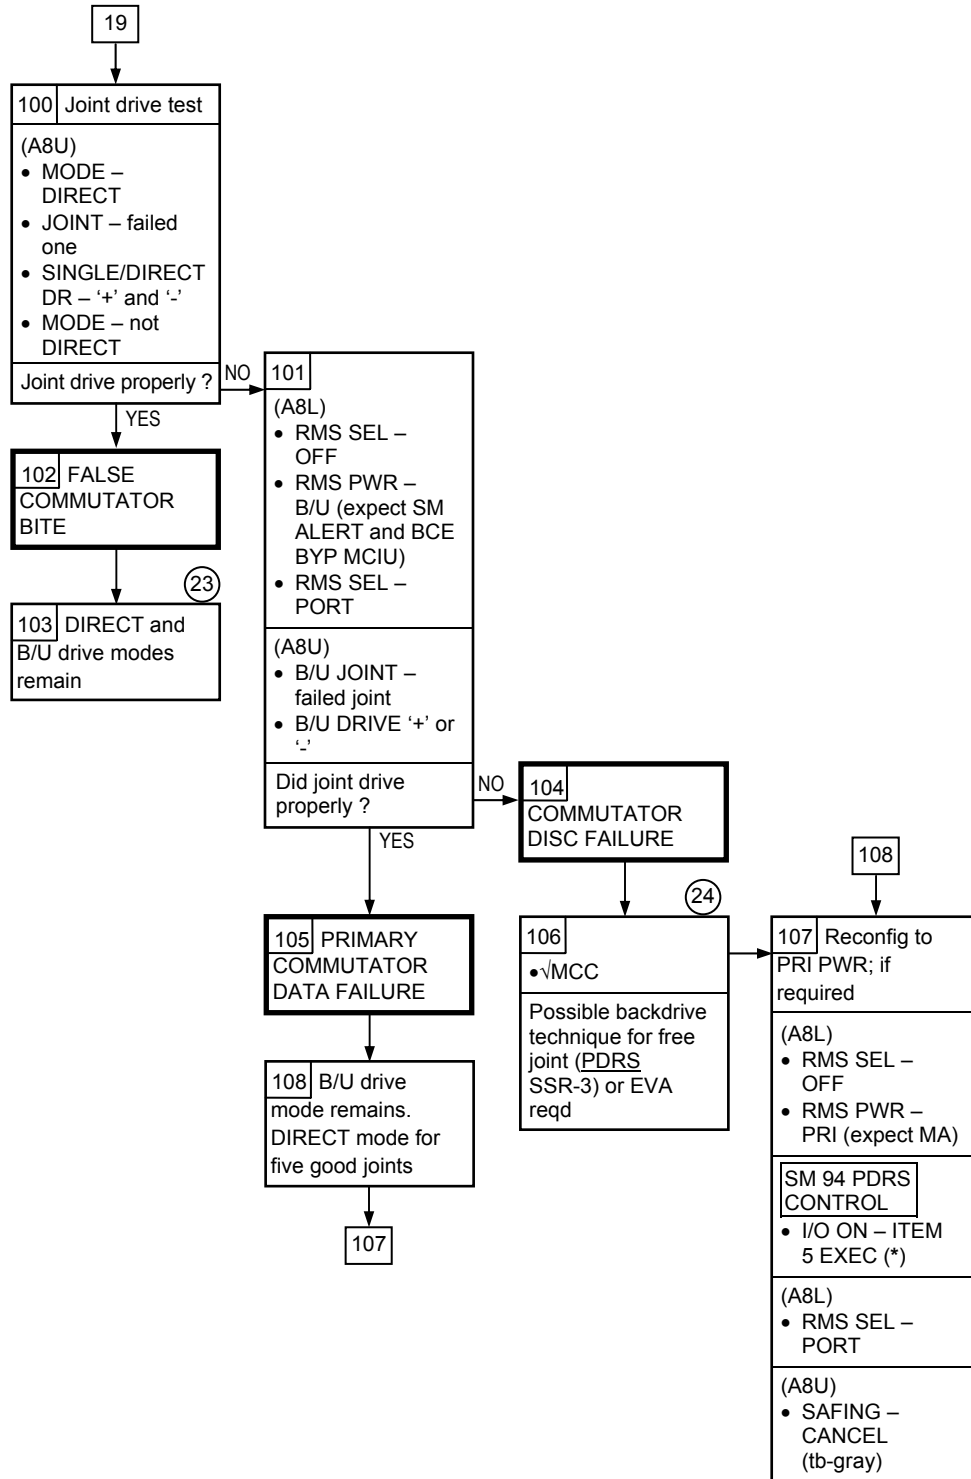 19
100 Joint drive test
(A8U)
• MODE –
DIRECT
• JOINT – failed
one
• SINGLE/DIRECT
DR – ‘+’ and ‘-’
• MODE – not
DIRECT
Joint drive properly ?
NO
YES
101
(A8L)
• RMS SEL –
OFF
• RMS PWR –
B/U (expect SM
ALERT and BCE
BYP MCIU)
• RMS SEL –
PORT
(A8U)
• B/U JOINT –
failed joint
• B/U DRIVE ‘+’ or
‘-’
Did joint drive
properly ?
NO
YES
102 FALSE
COMMUTATOR
BITE
23
103 DIRECT and
B/U drive modes
remain
104
COMMUTATOR
DISC FAILURE
105 PRIMARY
COMMUTATOR
DATA FAILURE
24
106
•√MCC
Possible backdrive
technique for free
joint (PDRS
SSR-3) or EVA
reqd
108 B/U drive
mode remains.
DIRECT mode for
five good joints
107
108
107 Reconfig to
PRI PWR; if
required
(A8L)
• RMS SEL –
OFF
• RMS PWR –
PRI (expect MA)
SM 94 PDRS
CONTROL
• I/O ON – ITEM
5 EXEC (*)
(A8L)
• RMS SEL –
PORT
(A8U)
• SAFING –
CANCEL
(tb-gray)